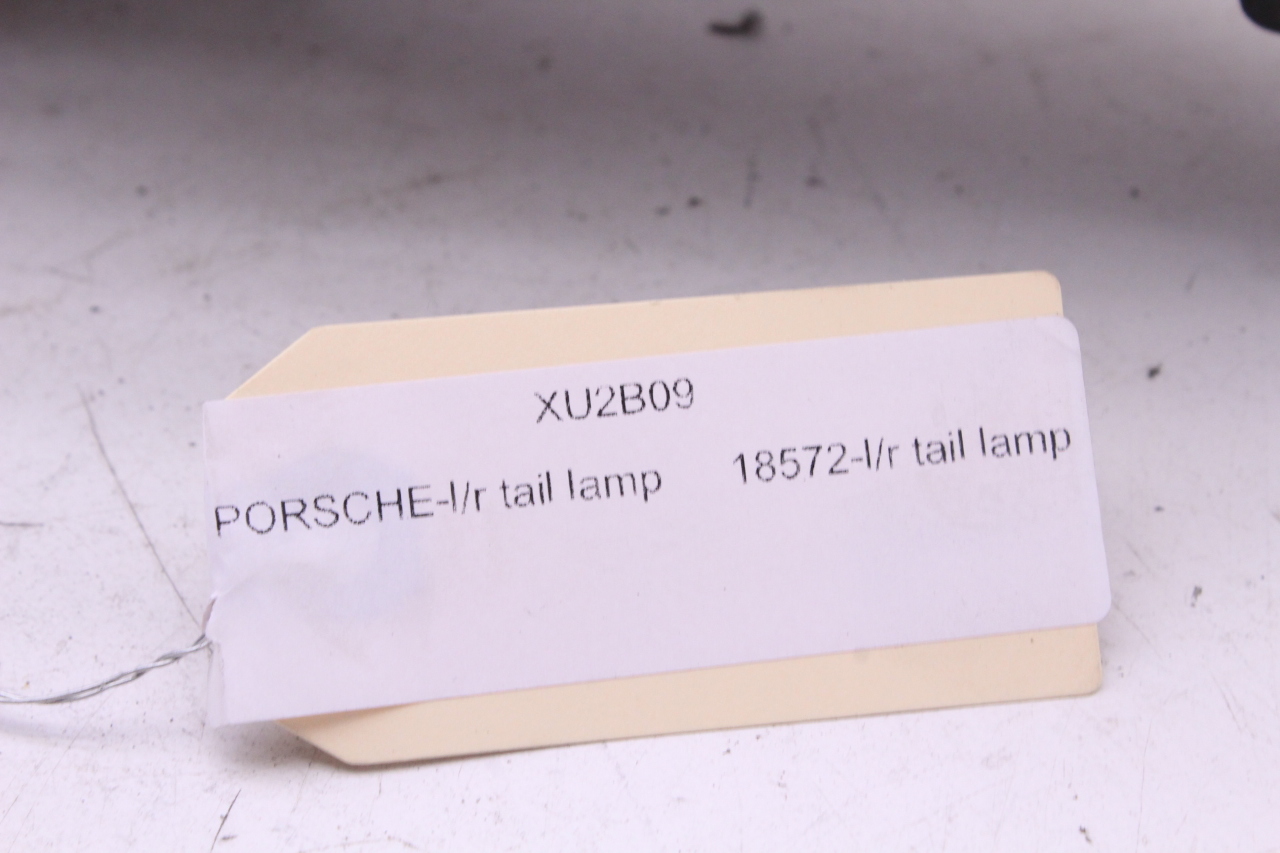 XU2B09
PORSCHE-l/r tail lamp 18572-l/r tail lamp